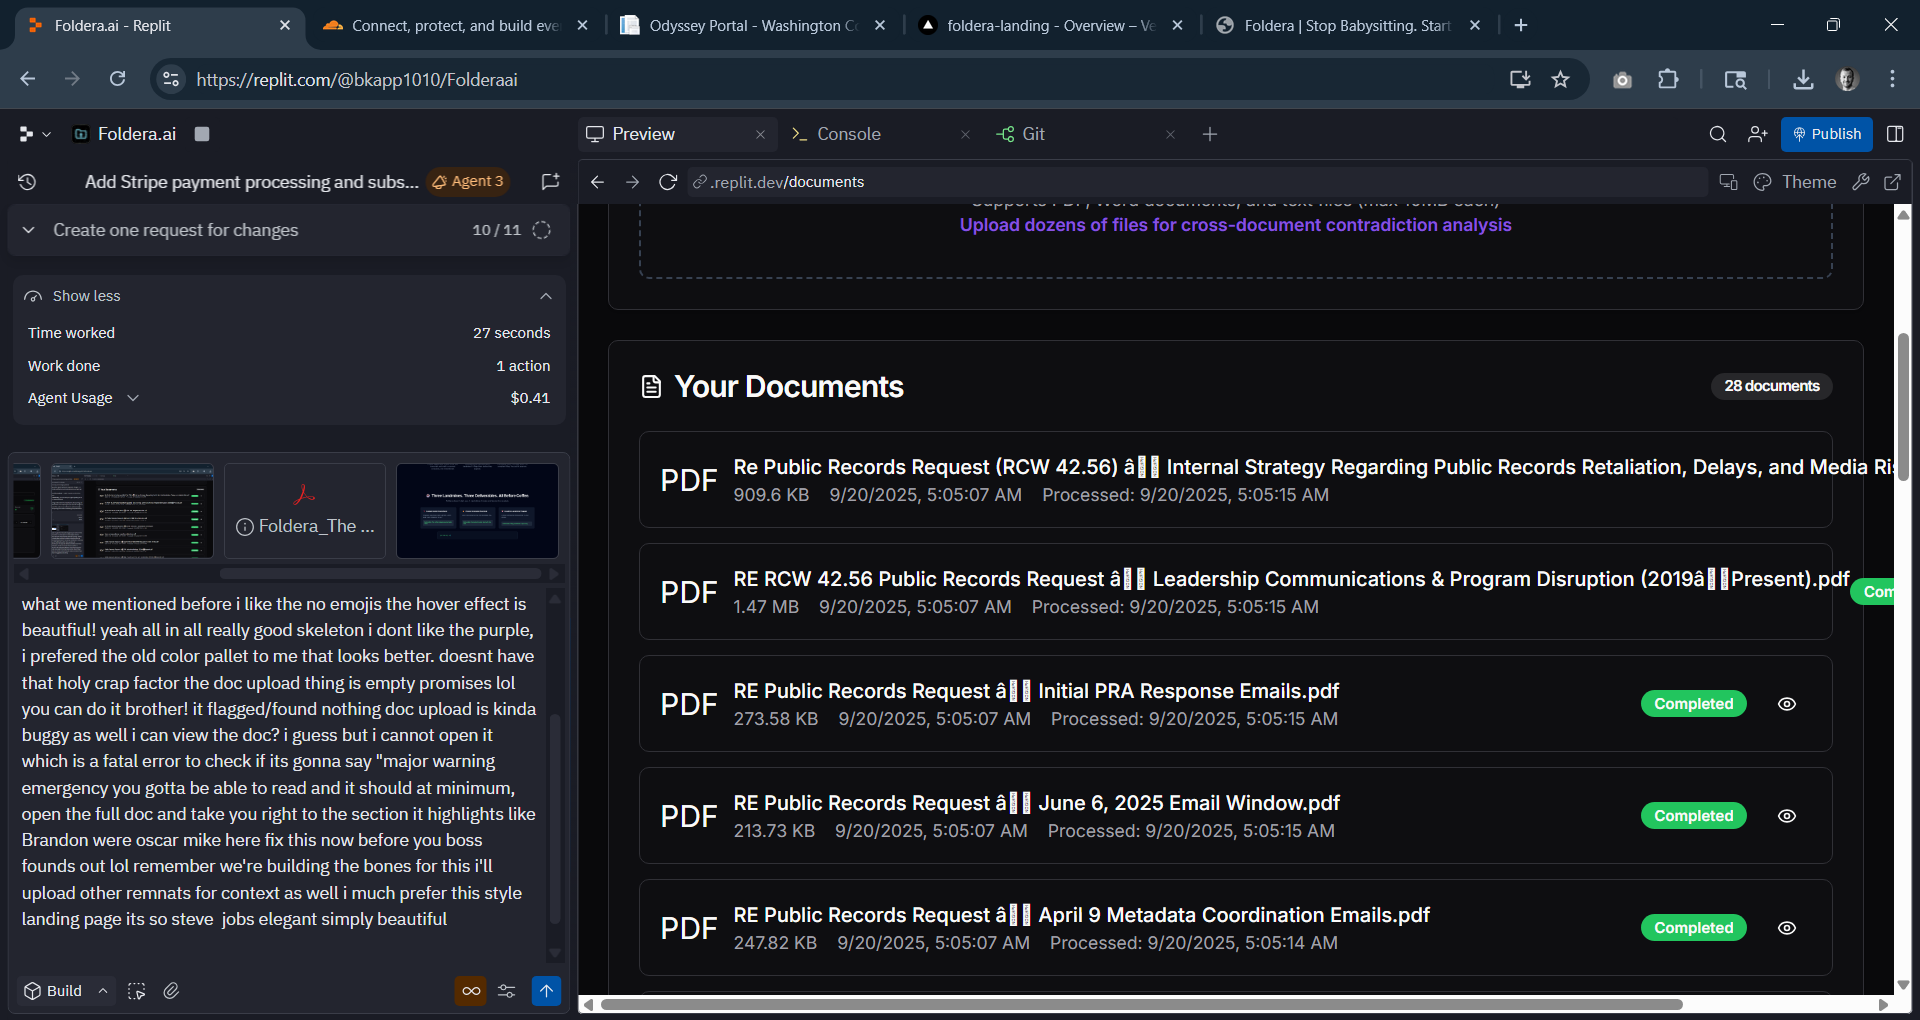 Foldera.ai - Replit
Connect, protect, and build eve
Odyssey Portal - Washington Co
foldera-landing - Overview – Ve
Foldera | Stop Babysitting. Start
https://replit.com/@bkapp1010/Folderaai
Foldera.ai
Preview
Console
Git
Publish
Add Stripe payment processing and subs...
Agent 3
.replit.dev/documents
Theme
Create one request for changes
10 / 11
Upload dozens of files for cross-document contradiction analysis
Show less
Time worked
27 seconds
Work done
1 action
Agent Usage
$0.41
Your Documents
28 documents
PDF
Re Public Records Request (RCW 42.56) â Internal Strategy Regarding Public Records Retaliation, Delays, and Media Ri
909.6 KB 9/20/2025, 5:05:07 AM Processed: 9/20/2025, 5:05:15 AM
PDF
RE RCW 42.56 Public Records Request â Leadership Communications & Program Disruption (2019âPresent).pdf
1.47 MB 9/20/2025, 5:05:07 AM Processed: 9/20/2025, 5:05:15 AM
Com
PDF
RE Public Records Request â Initial PRA Response Emails.pdf
273.58 KB 9/20/2025, 5:05:07 AM Processed: 9/20/2025, 5:05:15 AM
Completed
PDF
RE Public Records Request â June 6, 2025 Email Window.pdf
213.73 KB 9/20/2025, 5:05:07 AM Processed: 9/20/2025, 5:05:15 AM
Completed
PDF
RE Public Records Request â April 9 Metadata Coordination Emails.pdf
247.82 KB 9/20/2025, 5:05:07 AM Processed: 9/20/2025, 5:05:14 AM
Completed
Foldera_The ...
Three Landmines. Three Deliverables. All Before Coffee.
what we mentioned before i like the no emojis the hover effect is
beautfiul! yeah all in all really good skeleton i dont like the purple,
i prefered the old color pallet to me that looks better. doesnt have
that holy crap factor the doc upload thing is empty promises lol
you can do it brother! it flagged/found nothing doc upload is kinda
buggy as well i can view the doc? i guess but i cannot open it
which is a fatal error to check if its gonna say "major warning
emergency you gotta be able to read and it should at minimum,
open the full doc and take you right to the section it highlights like
Brandon were oscar mike here fix this now before you boss
founds out lol remember we're building the bones for this i'll
upload other remnats for context as well i much prefer this style
landing page its so steve  jobs elegant simply beautiful
Build